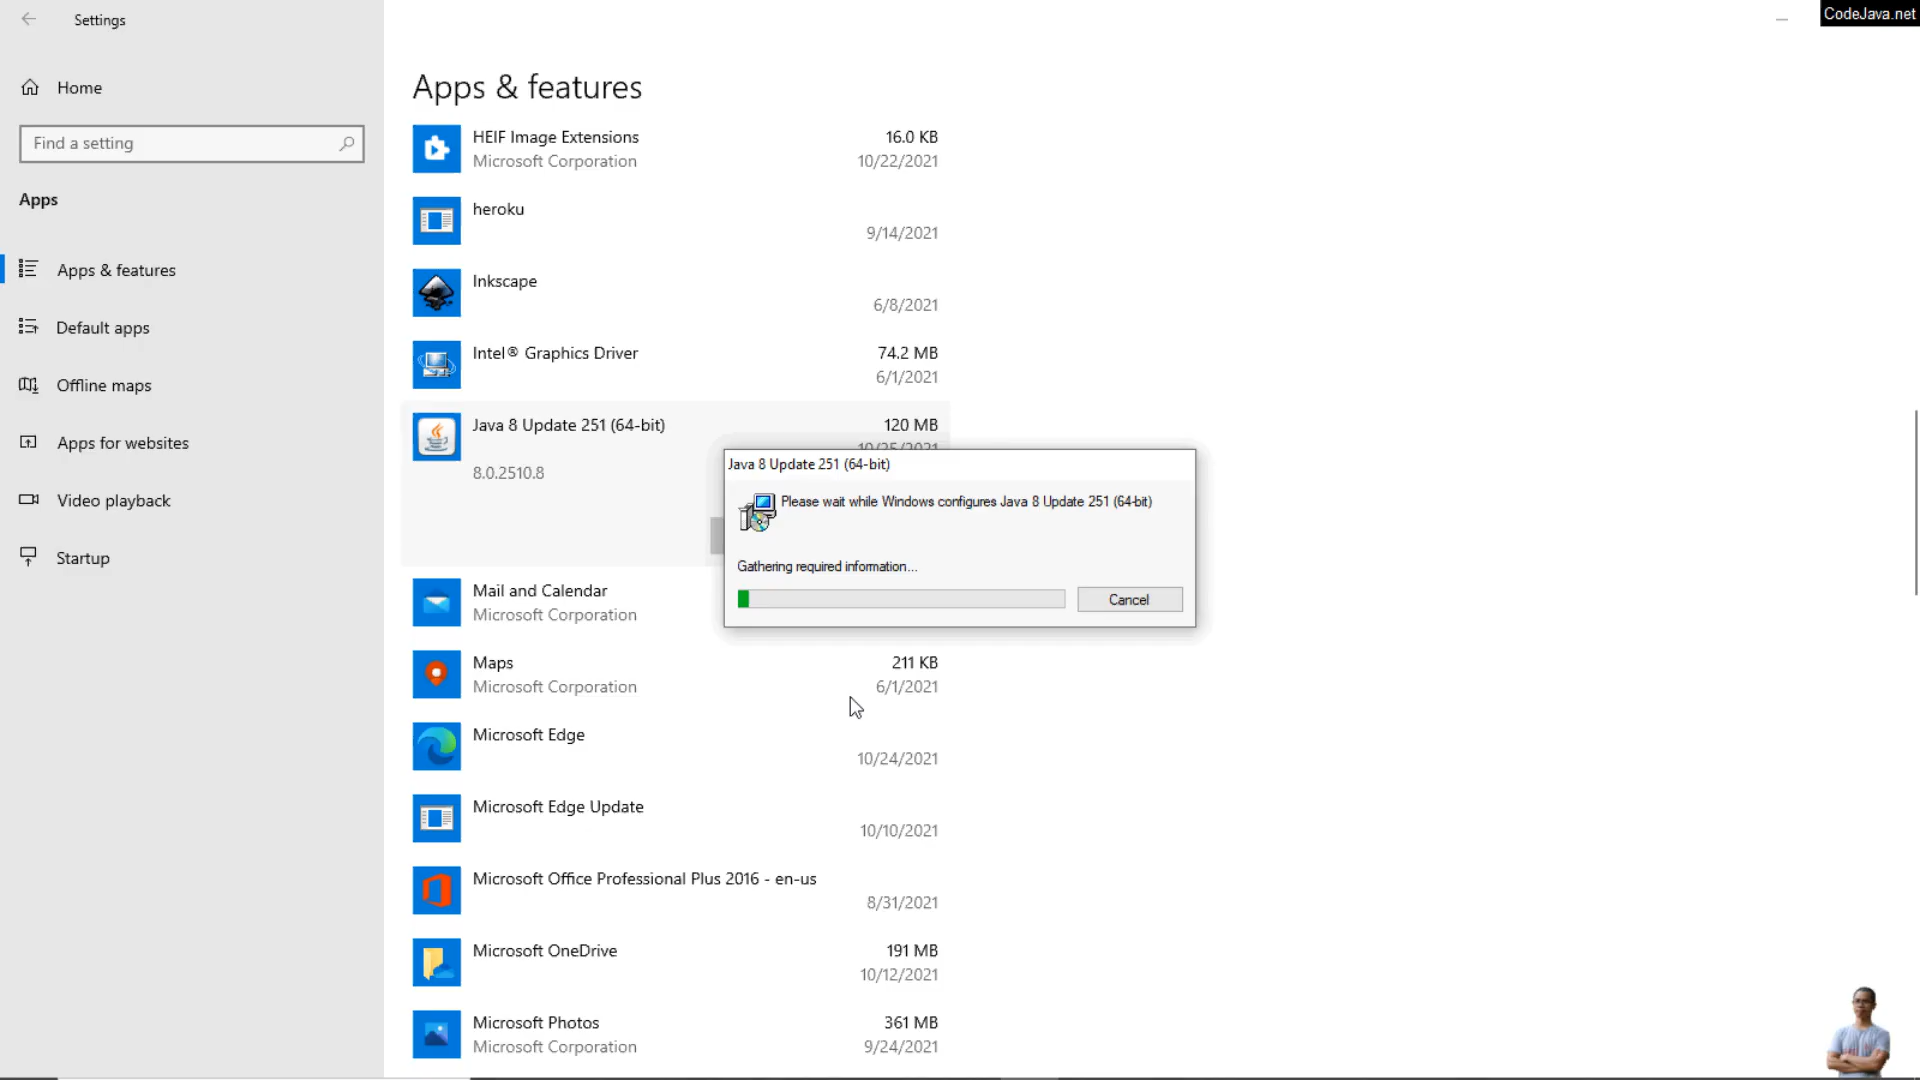 Settings
CodeJava.net
Home
Find a setting
Apps
Apps & features
Default apps
Offline maps
Apps for websites
Video playback
Startup
Apps & features
HEIF Image Extensions 16.0 KB
Microsoft Corporation 10/22/2021
heroku
9/14/2021
Inkscape
6/8/2021
Intel® Graphics Driver 74.2 MB
6/1/2021
Java 8 Update 251 (64-bit) 120 MB
10/25/2021
8.0.2510.8
Java 8 Update 251 (64-bit)
Please wait while Windows configures Java 8 Update 251 (64-bit)
Gathering required information...
Cancel
Mail and Calendar
Microsoft Corporation
Maps 211 KB
Microsoft Corporation 6/1/2021
Microsoft Edge
10/24/2021
Microsoft Edge Update
10/10/2021
Microsoft Office Professional Plus 2016 - en-us
8/31/2021
Microsoft OneDrive 191 MB
10/12/2021
Microsoft Photos 361 MB
Microsoft Corporation 9/24/2021